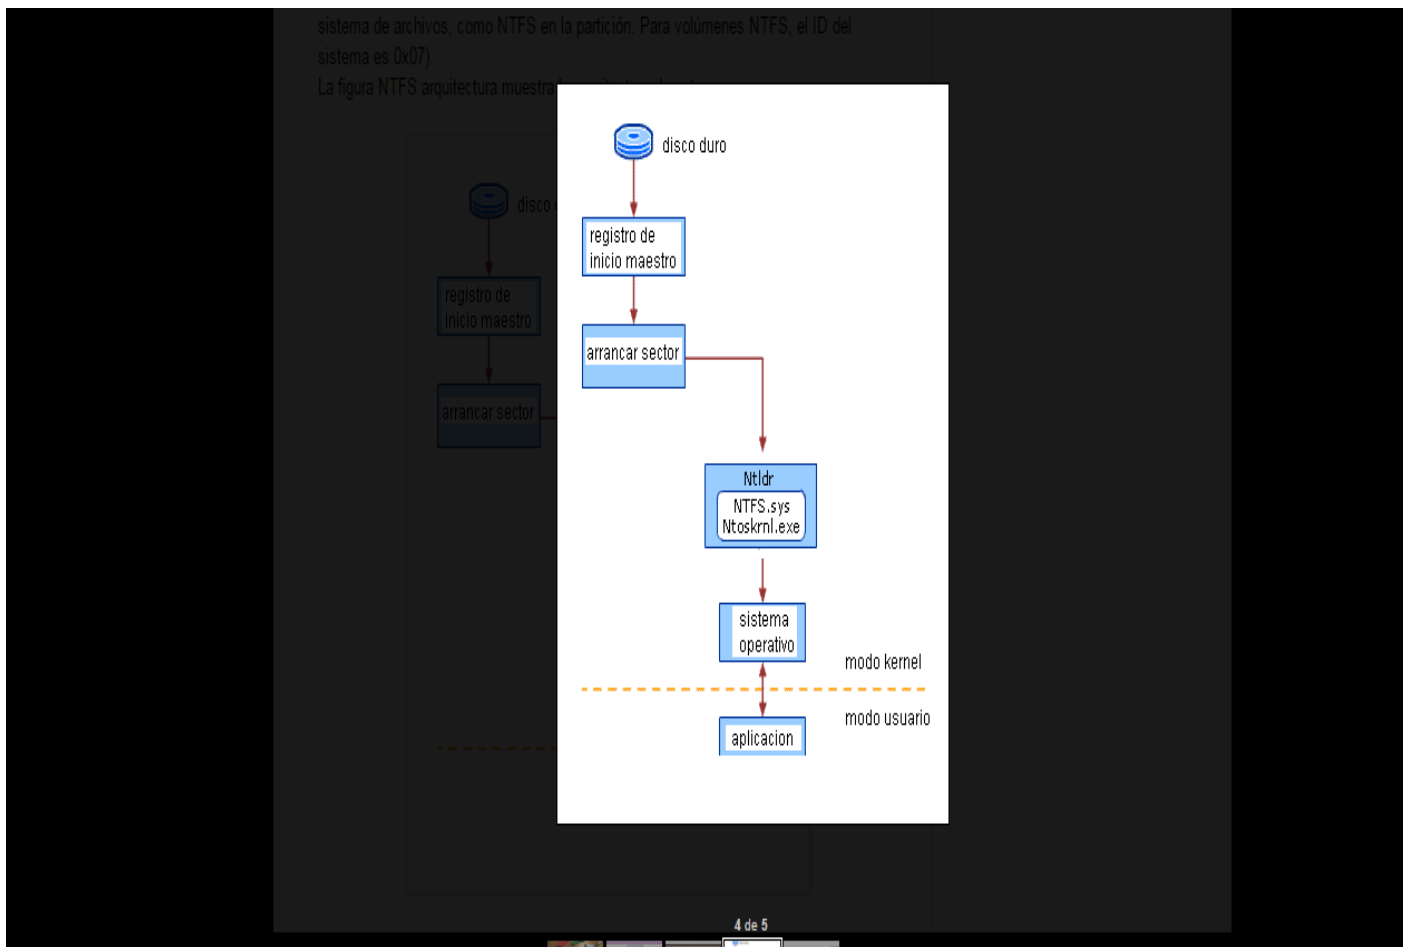 sistema de archivos, como NTFS en la partición. Para volúmenes NTFS, el ID del
sistema es 0x07).
La figura NTFS arquitectura muestra
disco duro
registro de
inicio maestro
arrancar sector
Ntldr
NTFS.sys
Ntoskrnl.exe
sistema
operativo
modo kernel
modo usuario
aplicacion
disco
registro de
inicio maestro
arrancar sector
4 de 5